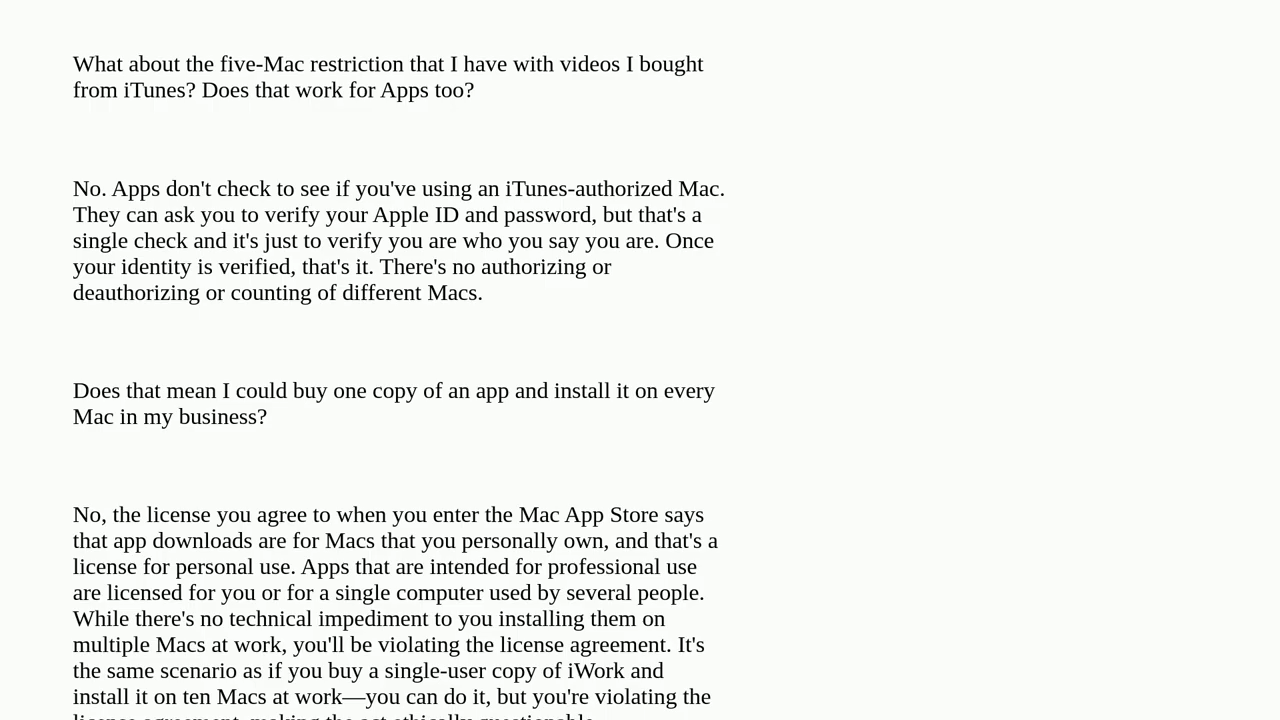 What about the five-Mac restriction that I have with videos I bought
from iTunes? Does that work for Apps too?
No. Apps don't check to see if you've using an iTunes-authorized Mac.
They can ask you to verify your Apple ID and password, but that's a
single check and it's just to verify you are who you say you are. Once
your identity is verified, that's it. There's no authorizing or
deauthorizing or counting of different Macs.
Does that mean I could buy one copy of an app and install it on every
Mac in my business?
No, the license you agree to when you enter the Mac App Store says
that app downloads are for Macs that you personally own, and that's a
license for personal use. Apps that are intended for professional use
are licensed for you or for a single computer used by several people.
While there's no technical impediment to you installing them on
multiple Macs at work, you'll be violating the license agreement. It's
the same scenario as if you buy a single-user copy of iWork and
install it on ten Macs at work—you can do it, but you're violating the